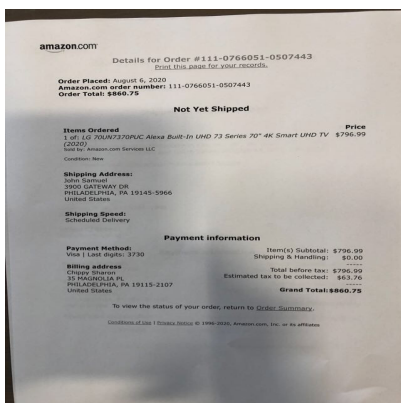 amazon.com
Details for Order #111-0766051-0507443
Print this page for your records.
Order Placed: August 6, 2020
Amazon.com order number: 111-0766051-0507443
Order Total: $860.75
Not Yet Shipped
Items Ordered Price
1 of: LG 70UN7370PUC Alexa Built-In UHD 73 Series 70" 4K Smart UHD TV $796.99
(2020)
Sold by: Amazon.com Services LLC
Condition: New
Shipping Address:
John Samuel
3900 GATEWAY DR
PHILADELPHIA, PA 19145-5966
United States
Shipping Speed:
Scheduled Delivery
Payment information
Payment Method:
Visa | Last digits: 3730
Billing address
Chippy Sharon
35 MAGNOLIA PL
PHILADELPHIA, PA 19115-2107
United States
Item(s) Subtotal: $796.99
Shipping & Handling: $0.00
-----
Total before tax: $796.99
Estimated tax to be collected: $63.76
-----
Grand Total: $860.75
To view the status of your order, return to Order Summary.
Conditions of Use | Privacy Notice © 1996-2020, Amazon.com, Inc. or its affiliates